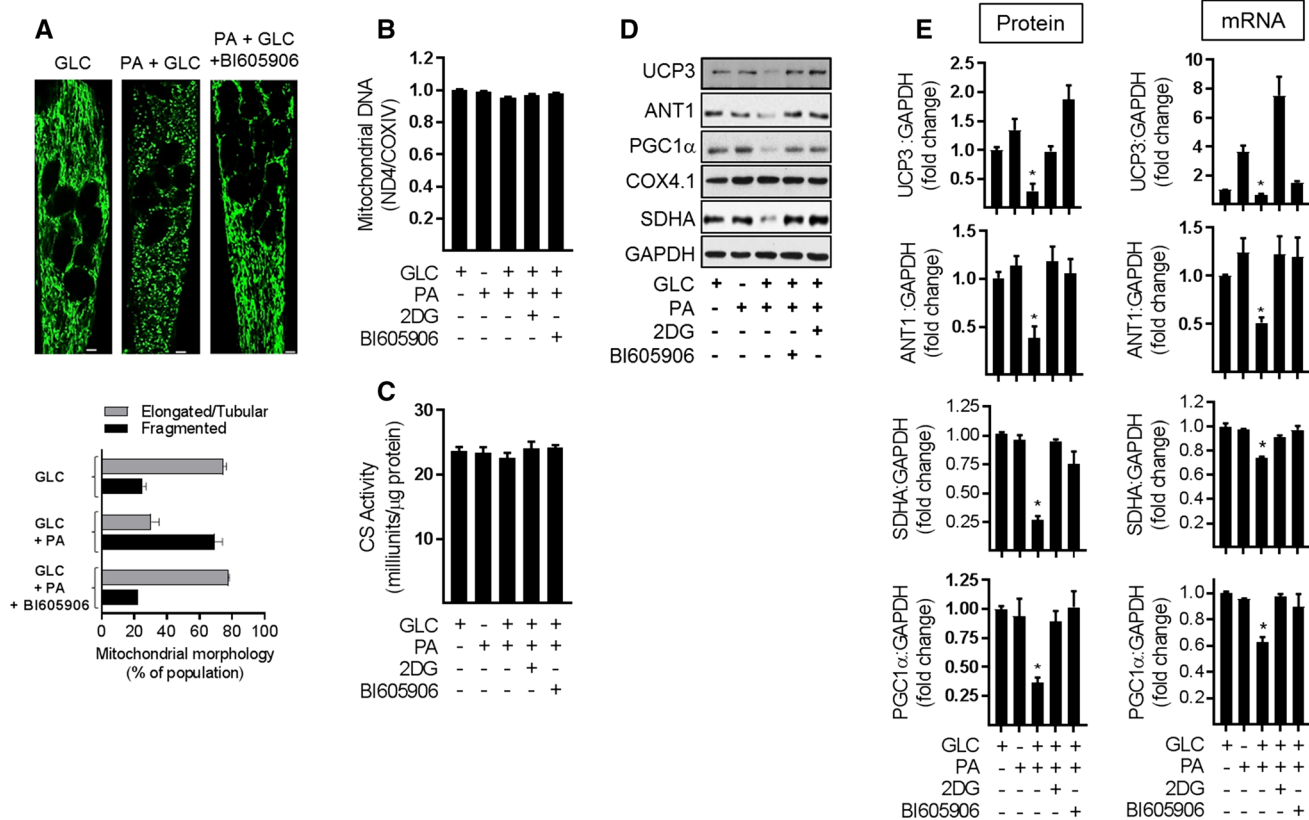 A
GLC
PA + GLC
PA + GLC
+BI605906
Elongated/Tubular
Fragmented
GLC
GLC
+ PA
GLC
+ PA
+ BI605906
0 20 40 60 80 100
Mitochondrial morphology
(% of population)
B
Mitochondrial DNA
(ND4/COXIV)
1.2
1.0
0.8
0.6
0.4
0.2
GLC + - + + +
PA - + + + +
2DG - - - + -
BI605906 - - - - +
C
CS Activity
(milliunits/µg protein)
30
20
10
GLC + - + + +
PA - + + + +
2DG - - - + -
BI605906 - - - - +
D
UCP3
ANT1
PGC1α
COX4.1
SDHA
GAPDH
GLC + - + + +
PA - + + + +
2DG - - - - +
BI605906 - - - + -
E
Protein
UCP3:GAPDH
(fold change)
2.5
2.0
1.5
1.0
0.5
*
ANT1:GAPDH
(fold change)
1.5
1.0
0.5
*
SDHA:GAPDH
(fold change)
1.25
1.00
0.75
0.50
0.25
*
PGC1α:GAPDH
(fold change)
1.25
1.00
0.75
0.50
0.25
*
GLC + - + + +
PA - + + + +
2DG - - - + -
BI605906 - - - - +
mRNA
UCP3:GAPDH
(fold change)
10
8
6
4
2
*
ANT1:GAPDH
(fold change)
1.5
1.0
0.5
*
SDHA:GAPDH
(fold change)
1.2
1.0
0.8
0.6
0.4
0.2
*
PGC1α:GAPDH
(fold change)
1.0
0.8
0.6
0.4
0.2
*
GLC + - + + +
PA - + + + +
2DG - - - + -
BI605906 - - - - +